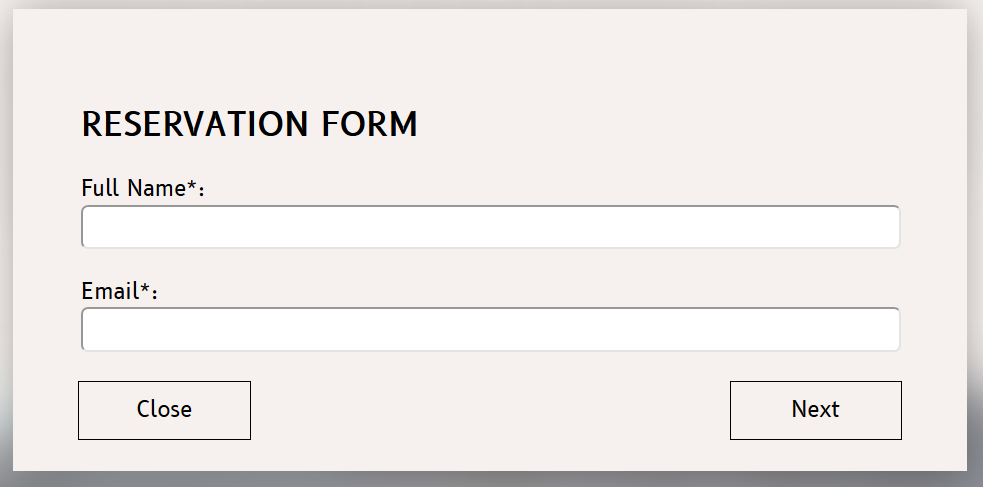 RESERVATION FORM
Full Name*:
Email*:
Close
Next